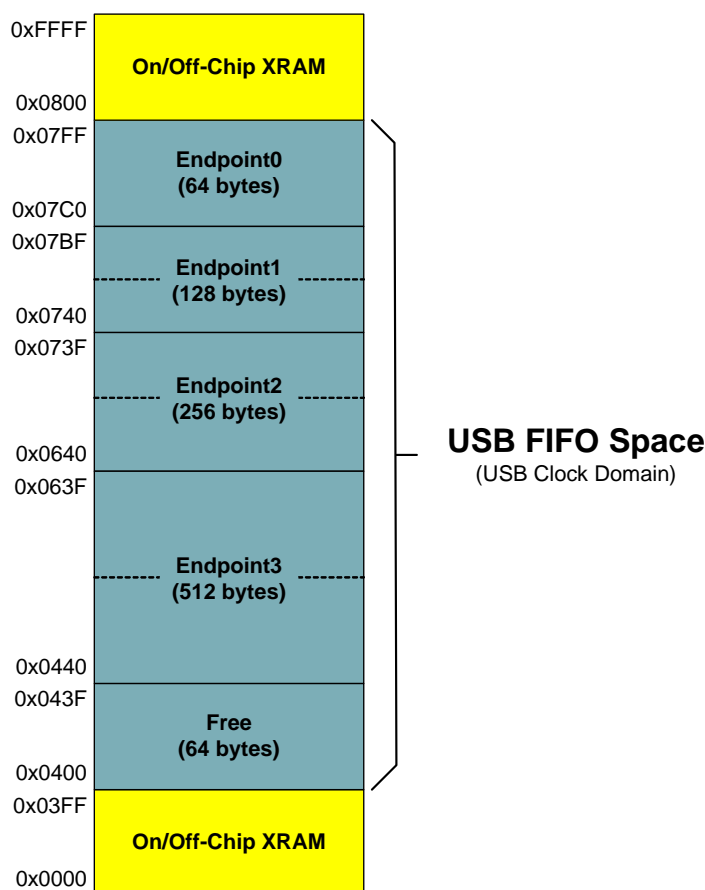 0xFFFF
On/Off-Chip XRAM
0x0800
0x07FF
Endpoint0
(64 bytes)
0x07C0
0x07BF
Endpoint1
(128 bytes)
0x0740
0x073F
Endpoint2
(256 bytes)
0x0640
0x063F
Endpoint3
(512 bytes)
0x0440
0x043F
Free
(64 bytes)
0x0400
0x03FF
On/Off-Chip XRAM
0x0000
USB FIFO Space
(USB Clock Domain)